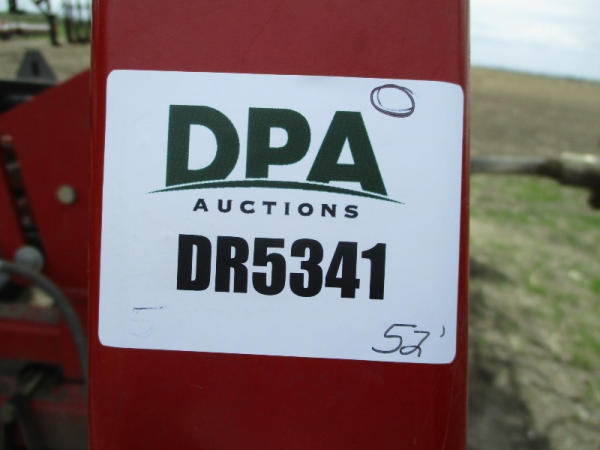 DPA
AUCTIONS
DR5341
52'